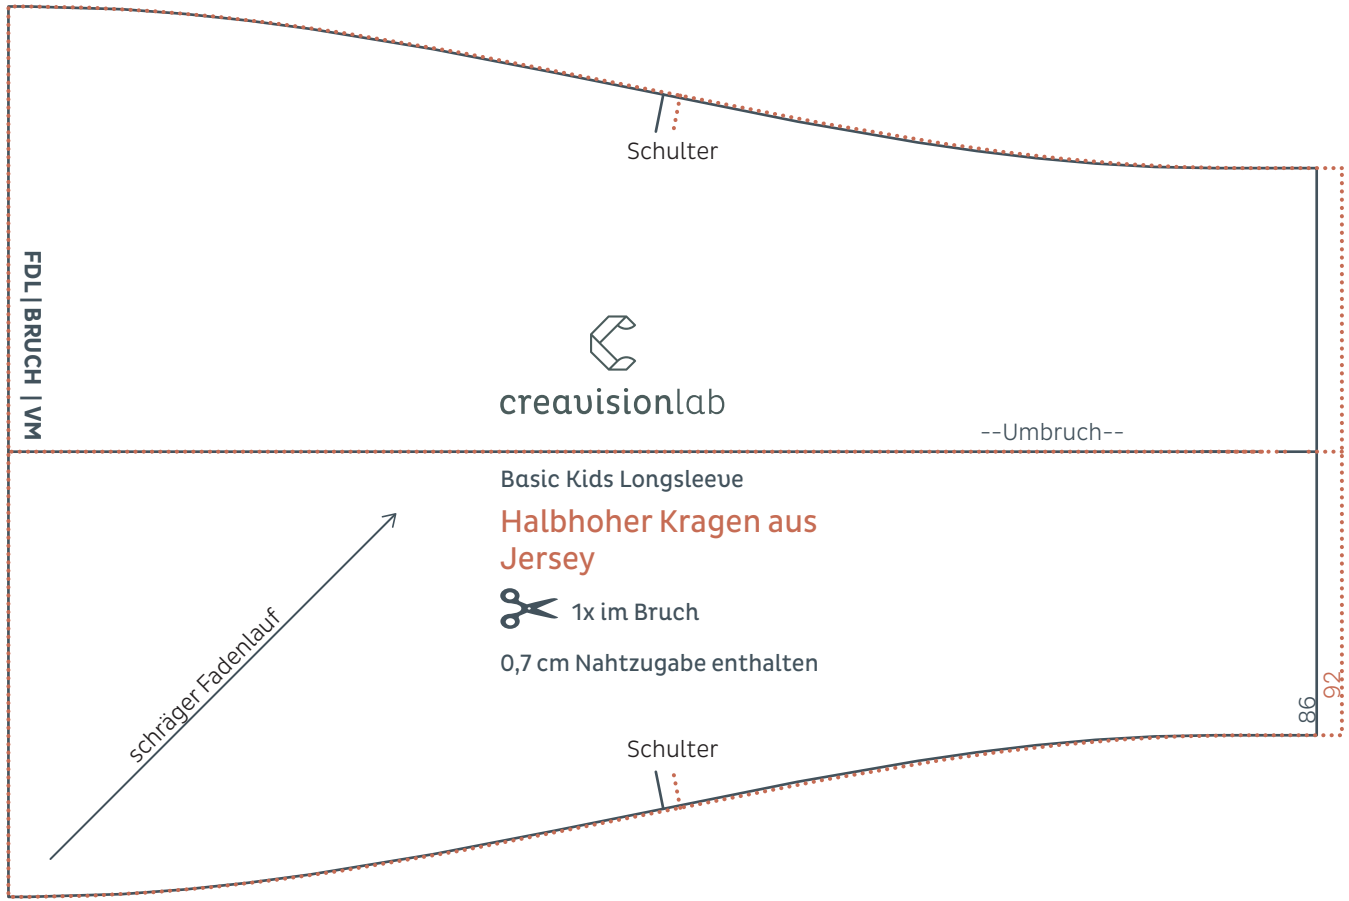 Schulter
FDL | BRUCH | VM
creavisionlab
--Umbruch--
Basic Kids Longsleeve
Halbhoher Kragen aus
Jersey
1x im Bruch
0,7 cm Nahtzugabe enthalten
schräger Fadenlauf
86
92
Schulter